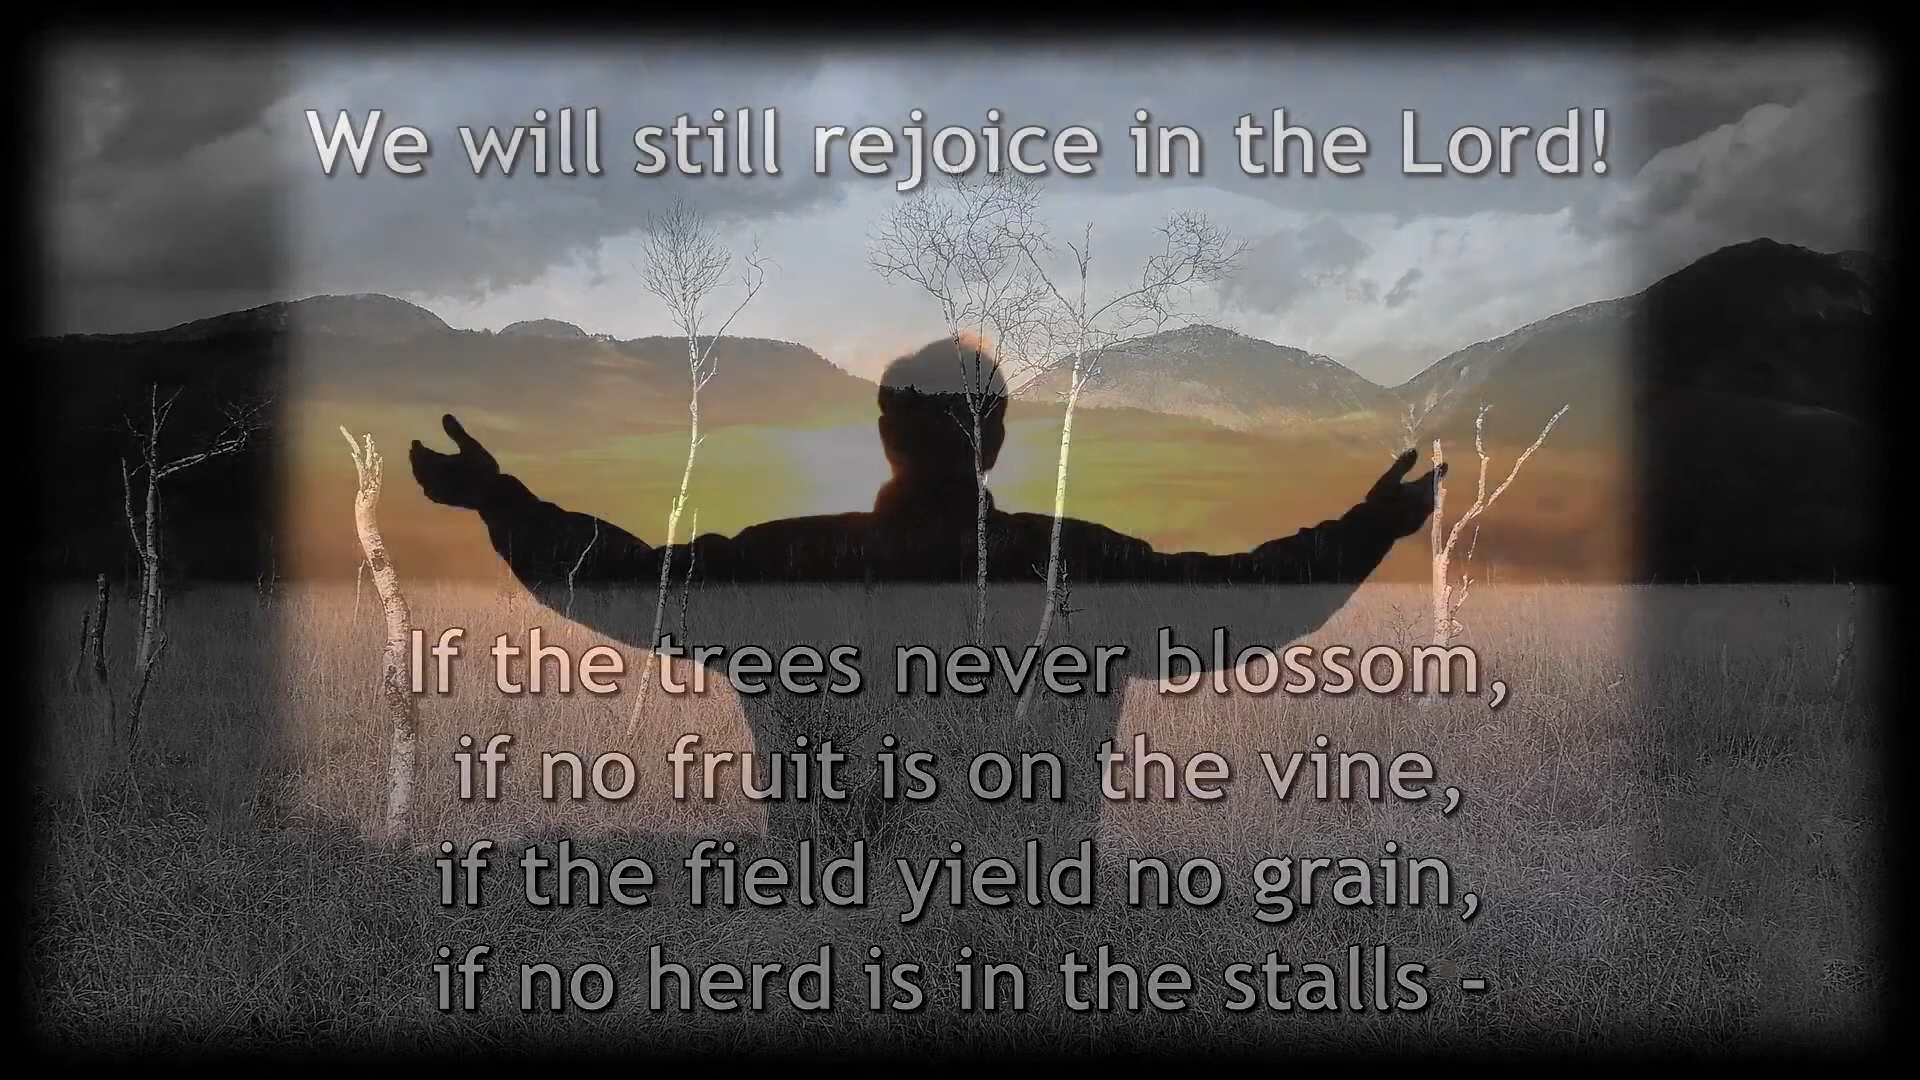 We will still rejoice in the Lord!
If the trees never blossom,
if no fruit is on the vine,
if the field yield no grain,
if no herd is in the stalls -